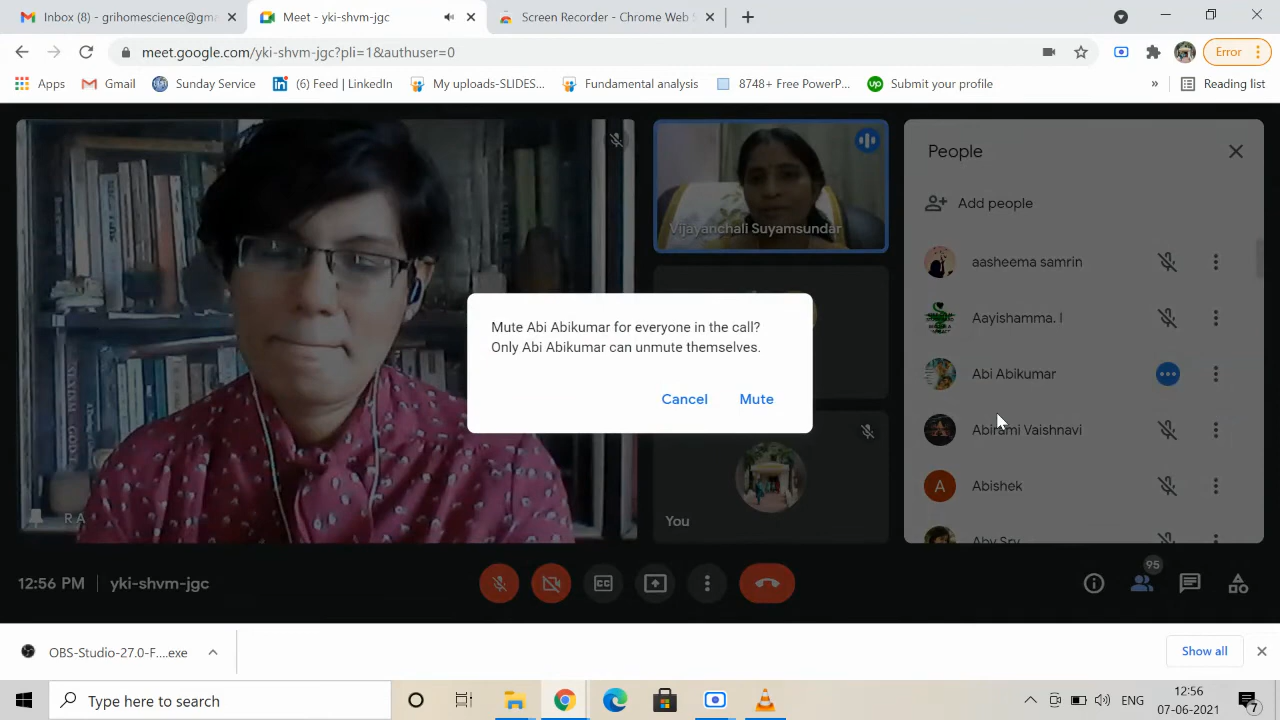 Inbox (8) - grihomescience@gma
Meet - yki-shvm-jgc
Screen Recorder - Chrome Web S
meet.google.com/yki-shvm-jgc?pli=1&authuser=0
Error
Apps
Gmail
Sunday Service
(6) Feed | LinkedIn
My uploads-SLIDES...
Fundamental analysis
8748+ Free PowerP...
Submit your profile
»
Reading list
Vijayanchali Suyamsundar
R A
You
People
Add people
aasheema samrin
Aayishamma. I
Abi Abikumar
Abirami Vaishnavi
A
Abishek
Aby Sry
Mute Abi Abikumar for everyone in the call?
Only Abi Abikumar can unmute themselves.
Cancel
Mute
12:56 PM | yki-shvm-jgc
CC
95
OBS-Studio-27.0-F....exe
Show all
Type here to search
ENG
12:56
07-06-2021
7